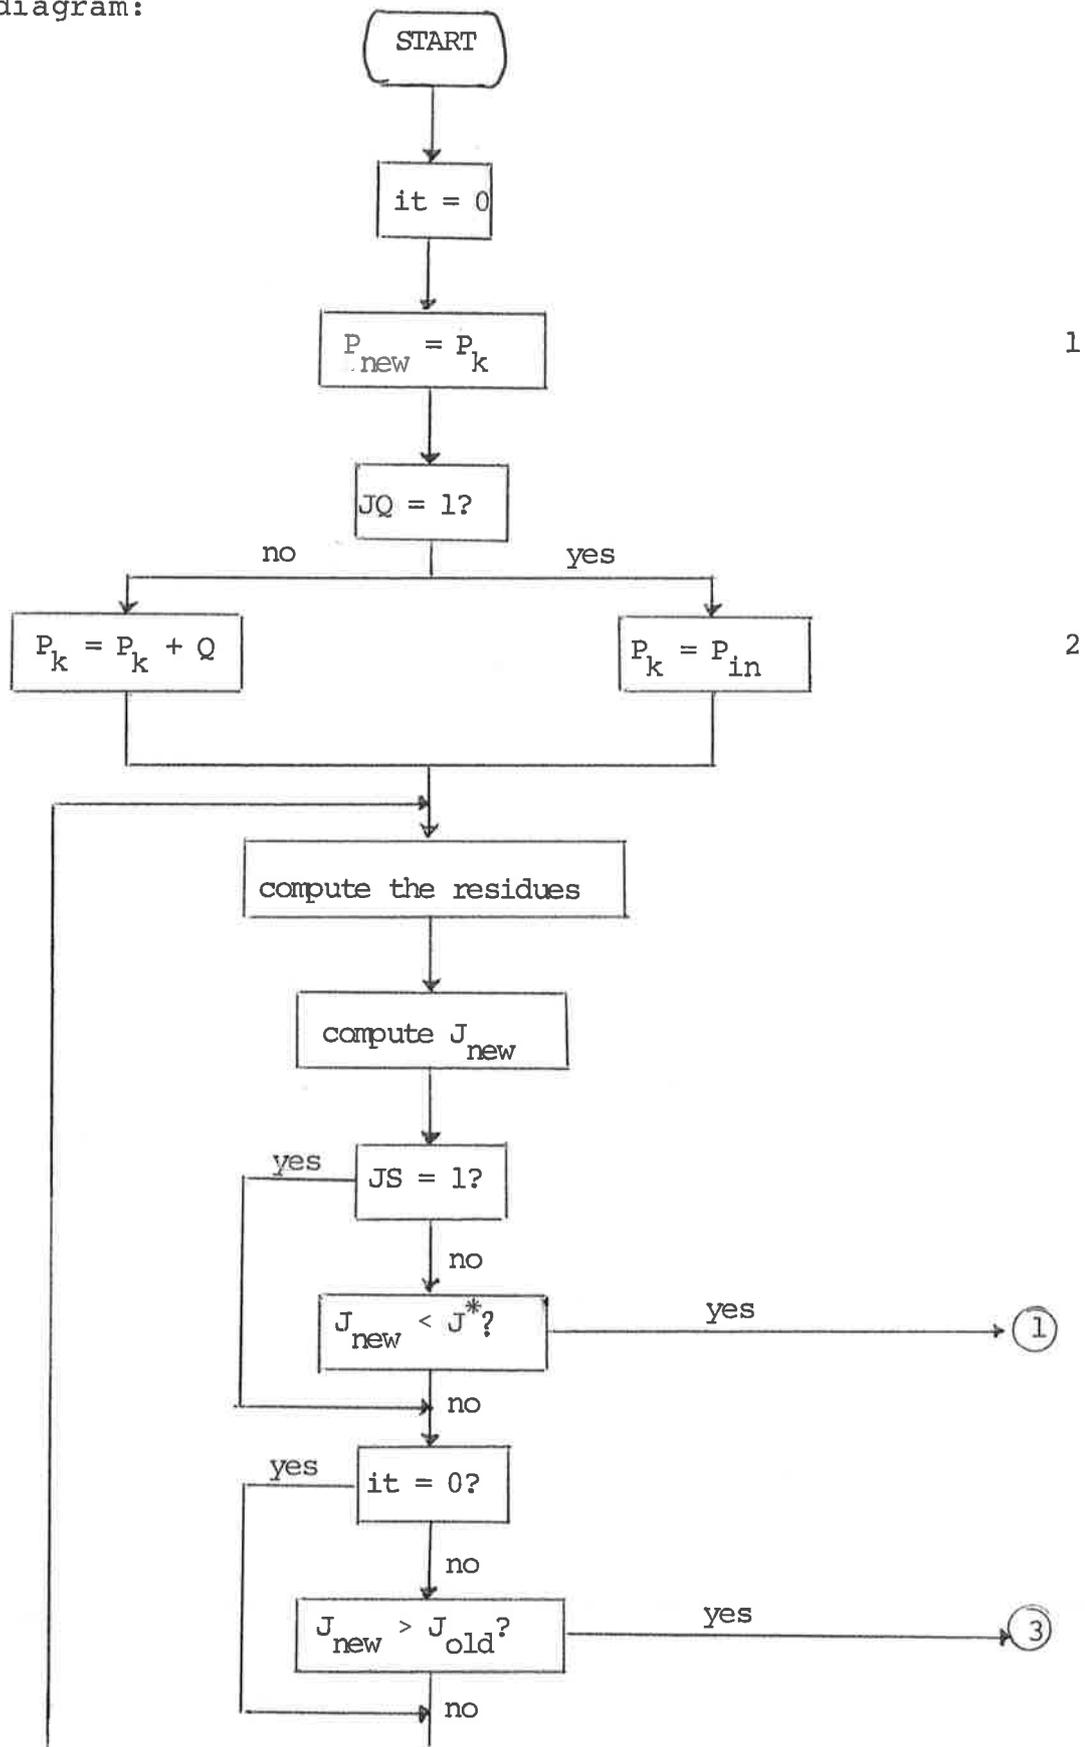 diagram:
START
it = 0
P_new = P_k 1
JQ = 1?
no yes
P_k = P_k + Q P_k = P_in 2
compute the residues
compute J_new
yes JS = 1?
no
J_new < J*? yes 1
no
yes it = 0?
no
J_new > J_old? yes 3
no